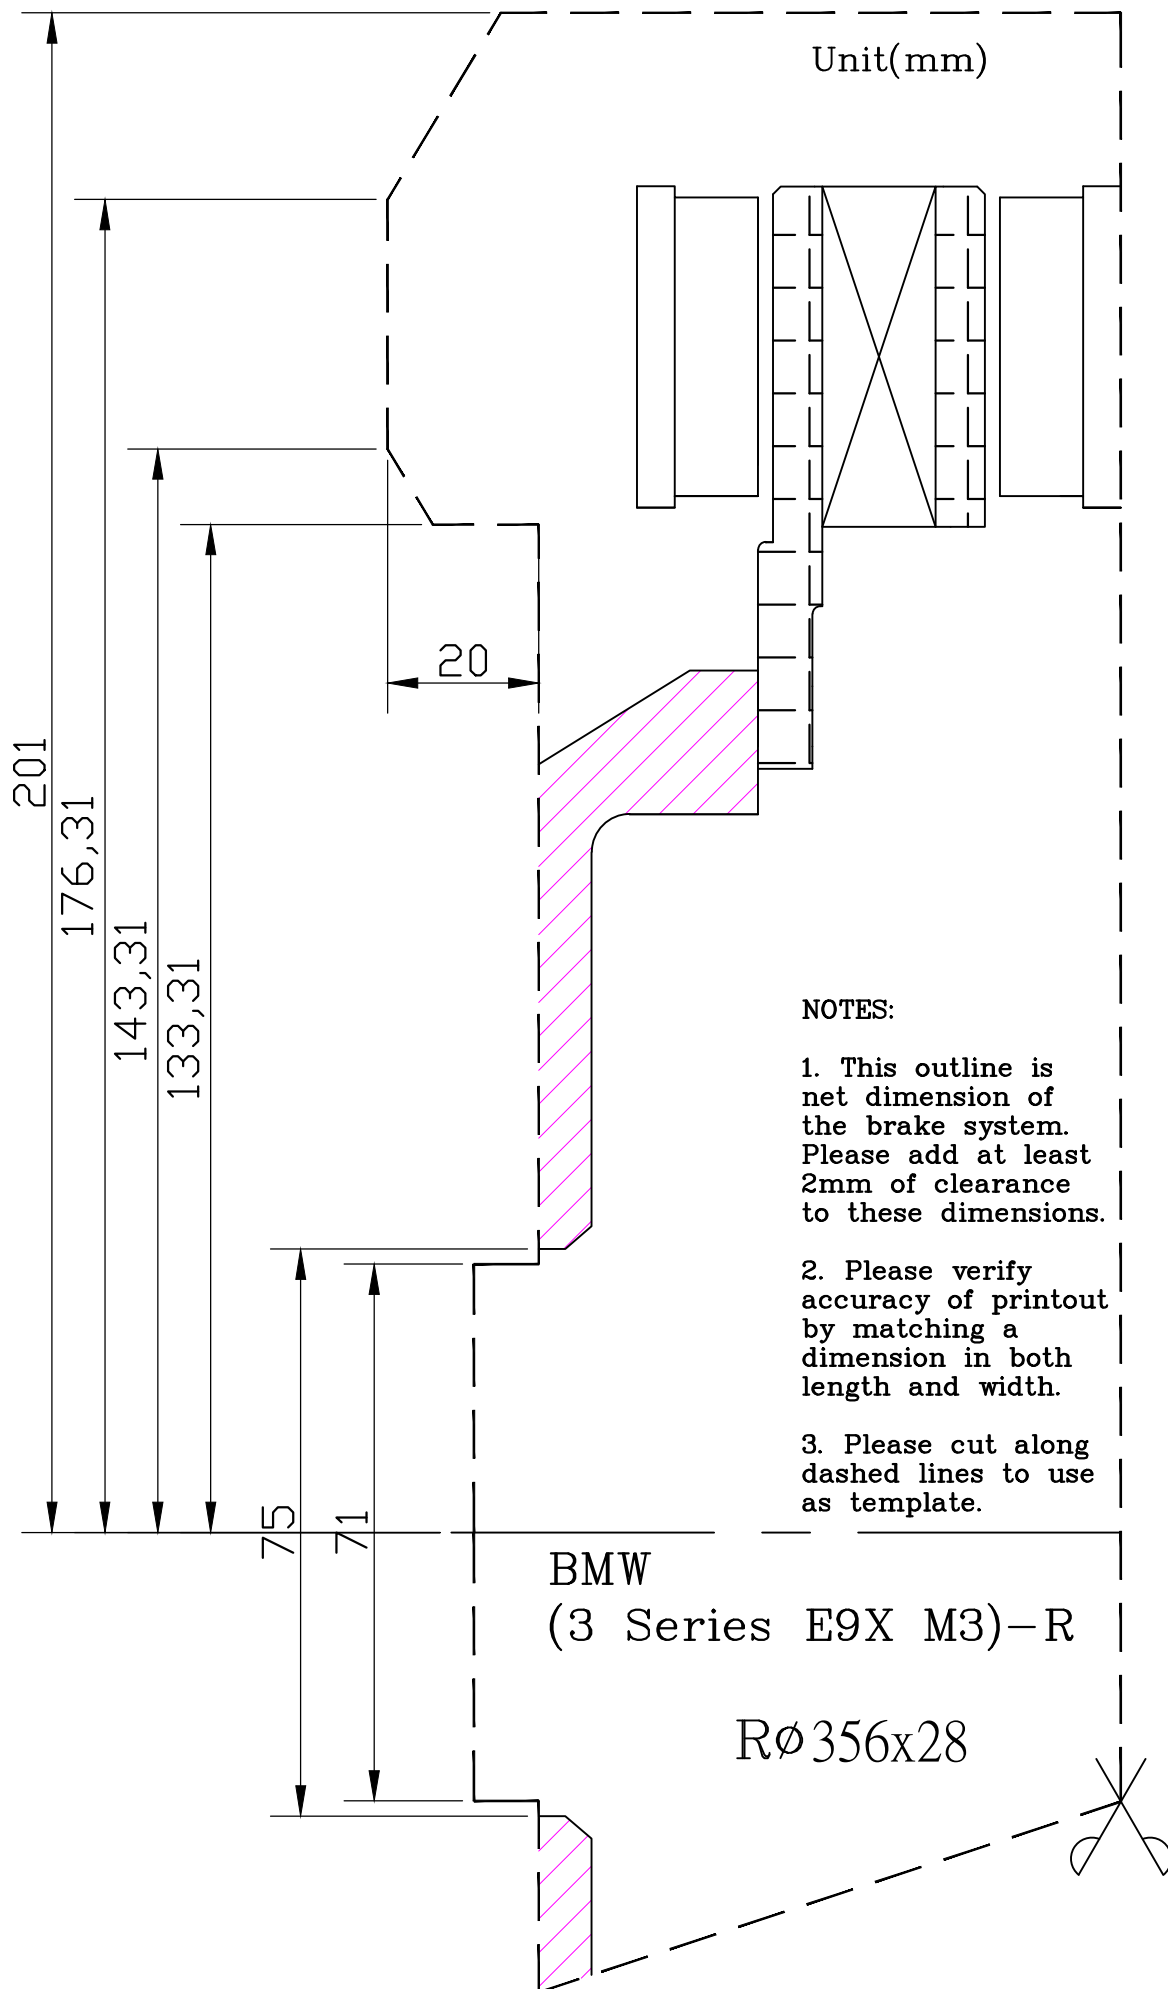 Unit(mm)
20
201
176,31
143,31
133,31
NOTES:
1. This outline is
net dimension of
the brake system.
Please add at least
2mm of clearance
to these dimensions.
2. Please verify
accuracy of printout
by matching a
dimension in both
length and width.
3. Please cut along
dashed lines to use
as template.
75
71
BMW
(3 Series E9X M3)-R
RØ356x28